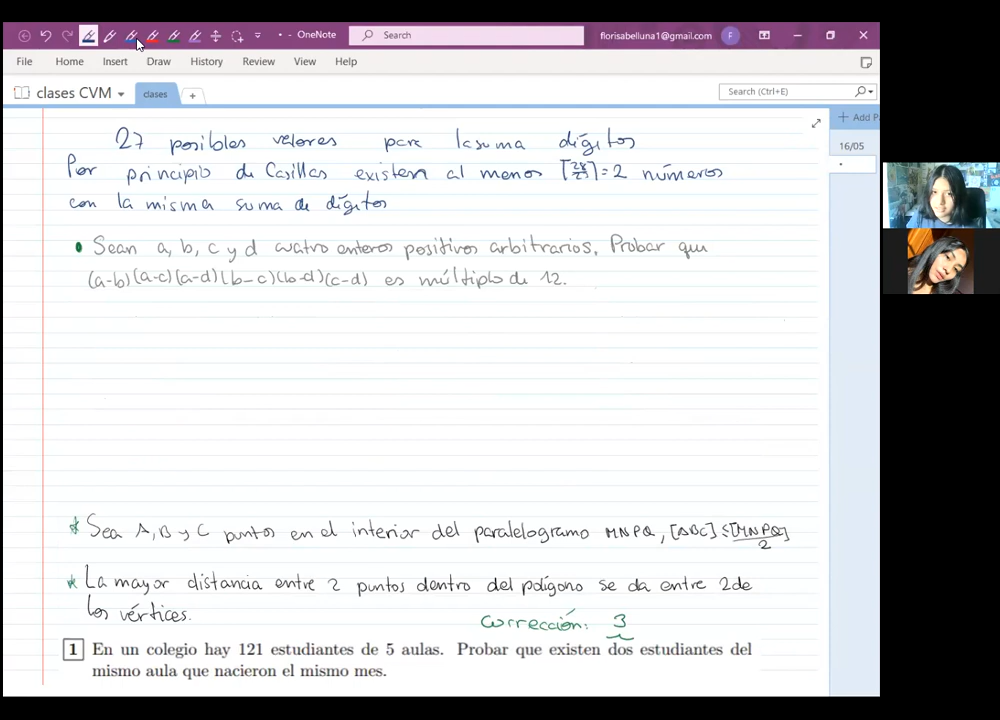 OneNote
Search
florisabelluna1@gmail.com
F
File Home Insert Draw History Review View Help
clases CVM
clases
+
Search (Ctrl+E)
+ Add P
16/05
27 posibles valores para la suma dígitos
Por principio de Casillas existen al menos ⌈28/27⌉=2 números
con la misma suma de dígitos
• Sean a, b, c y d cuatro enteros positivos arbitrarios. Probar que
(a-b)(a-c)(a-d)(b-c)(b-d)(c-d) es múltiplo de 12.
* Sea A, B y C puntos en el interior del paralelogramo MNPQ, [ABC] ≤ [MNPQ]/2
* La mayor distancia entre 2 puntos dentro del polígono se da entre 2 de
los vértices.
Corrección: 3
1 En un colegio hay 121 estudiantes de 5 aulas. Probar que existen dos estudiantes del
mismo aula que nacieron el mismo mes.